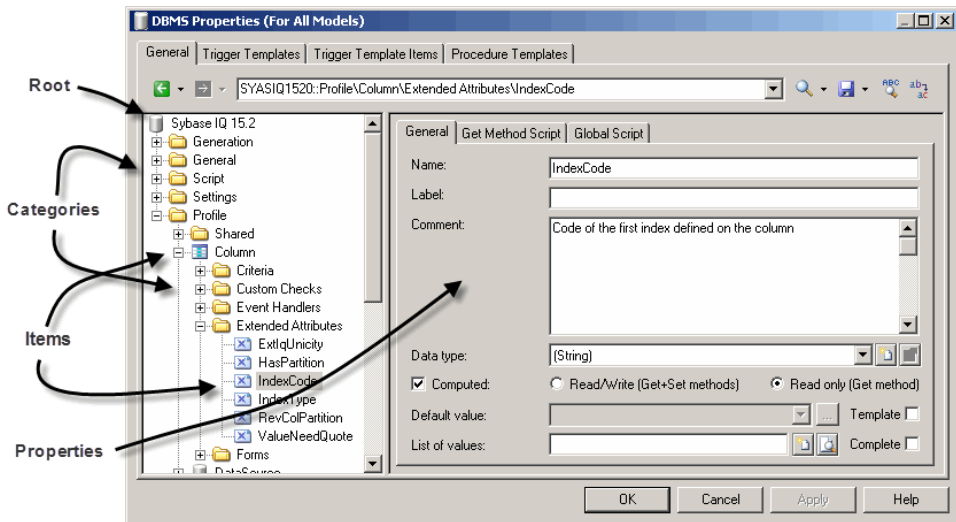 DBMS Properties (For All Models)
General Trigger Templates Trigger Template Items Procedure Templates
SYASIQ1520::Profile\Column\Extended Attributes\IndexCode
ABC
ab
ac
Root
Categories
Items
Properties
Sybase IQ 15.2
Generation
General
Script
Settings
Profile
Shared
Column
Criteria
Custom Checks
Event Handlers
Extended Attributes
ExtIqUnicity
HasPartition
IndexCode
IndexType
RevColPartition
ValueNeedQuote
Forms
DataSource
General Get Method Script Global Script
Name: IndexCode
Label:
Comment: Code of the first index defined on the column
Data type: (String)
Computed: Read/Write (Get+Set methods) Read only (Get method)
Default value: ... Template
List of values: Complete
OK Cancel Apply Help